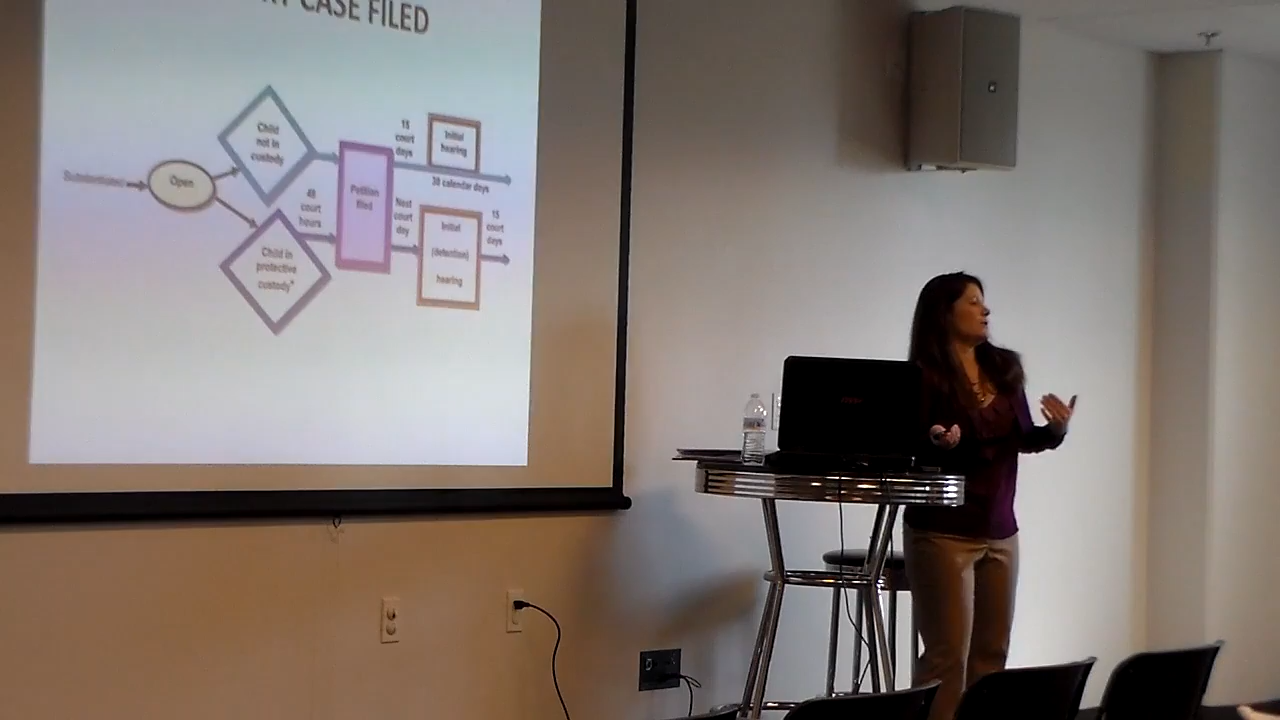 CASE FILED
Substantiated
Open
Child
not in
custody
Child in
protective
custody*
48
court
hours
Petition
filed
15
court
days
Initial
hearing
30 calendar days
Next
court
day
Initial
(detention)
hearing
15
court
days